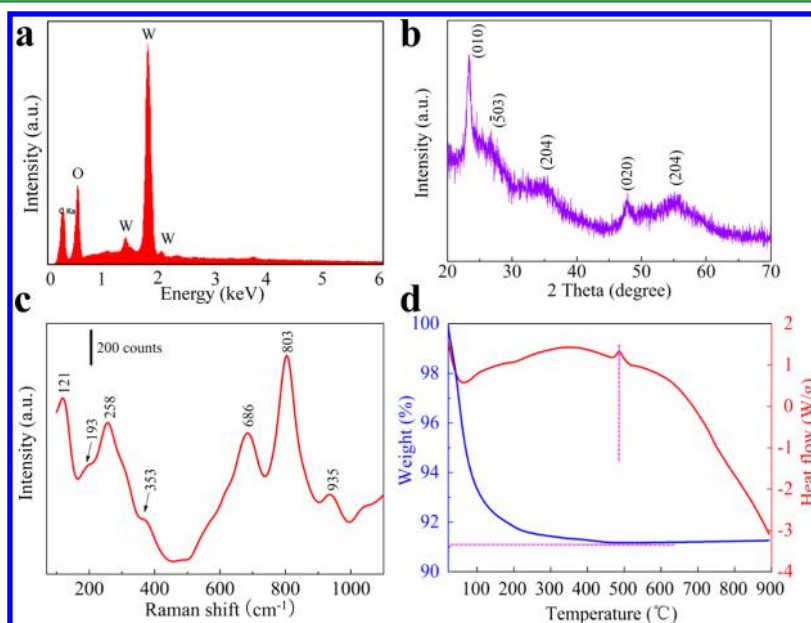 a
W
O
C Ka
W
W
Intensity (a.u.)
0 1 2 3 4 5 6
Energy (keV)
b
(010)
(5̄03)
(204)
(020)
(204)
Intensity (a.u.)
20 30 40 50 60 70
2 Theta (degree)
c
200 counts
121
193
258
353
686
803
935
Intensity (a.u.)
200 400 600 800 1000
Raman shift (cm⁻¹)
d
100
98
96
94
92
90
Weight (%)
2
1
0
-1
-2
-3
-4
Heat flow (W/g)
100 200 300 400 500 600 700 800 900
Temperature (℃)